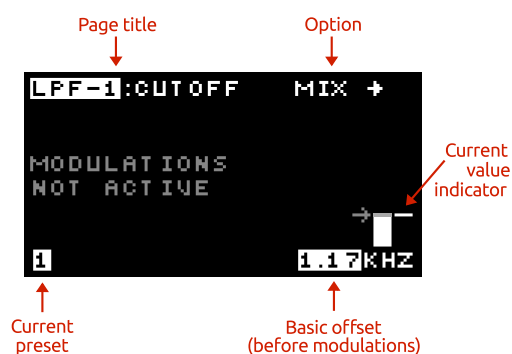 Page title
Option
LPF-1:CUTOFF
MIX →
MODULATIONS
NOT ACTIVE
Current
value
indicator
1
1.17KHZ
Current
preset
Basic offset
(before modulations)